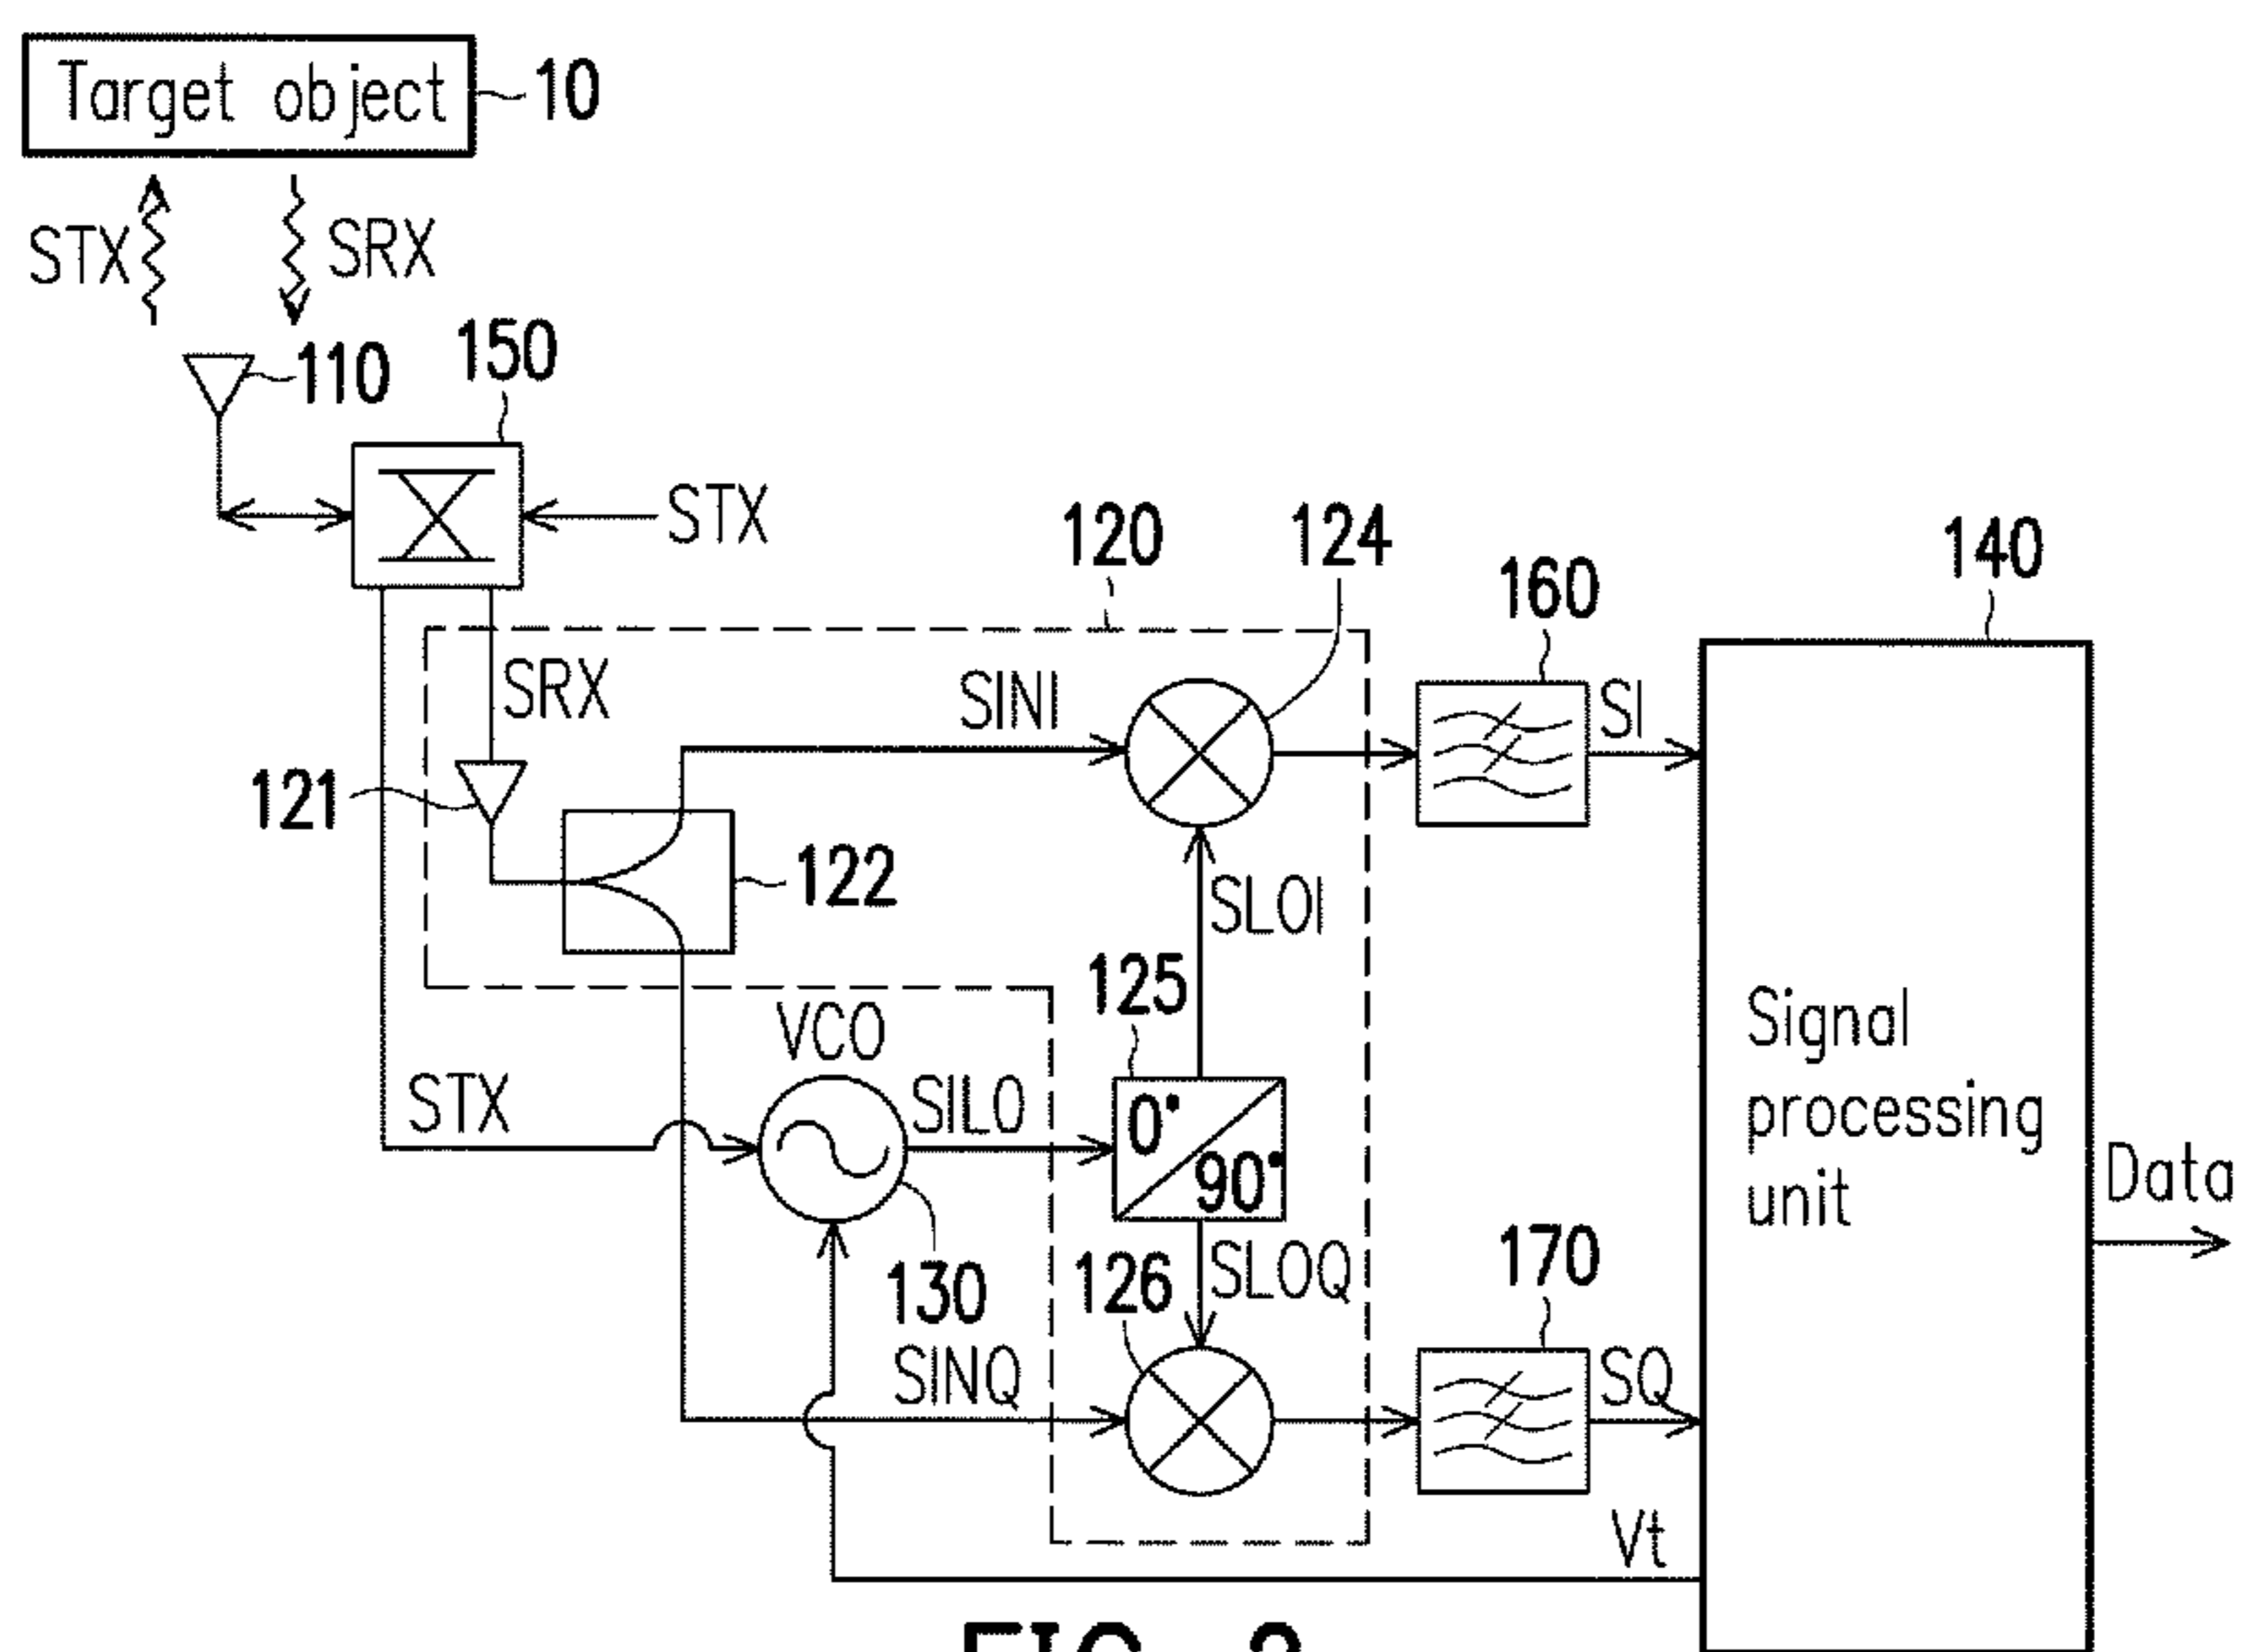 Target object
10
STX
SRX
110
150
STX
120
124
160
140
SRX
SINI
SI
121
122
SLOI
125
VCO
STX
SILO
0°
90°
Signal
processing
unit
Data
130
126
SLOQ
170
SINQ
SQ
Vt